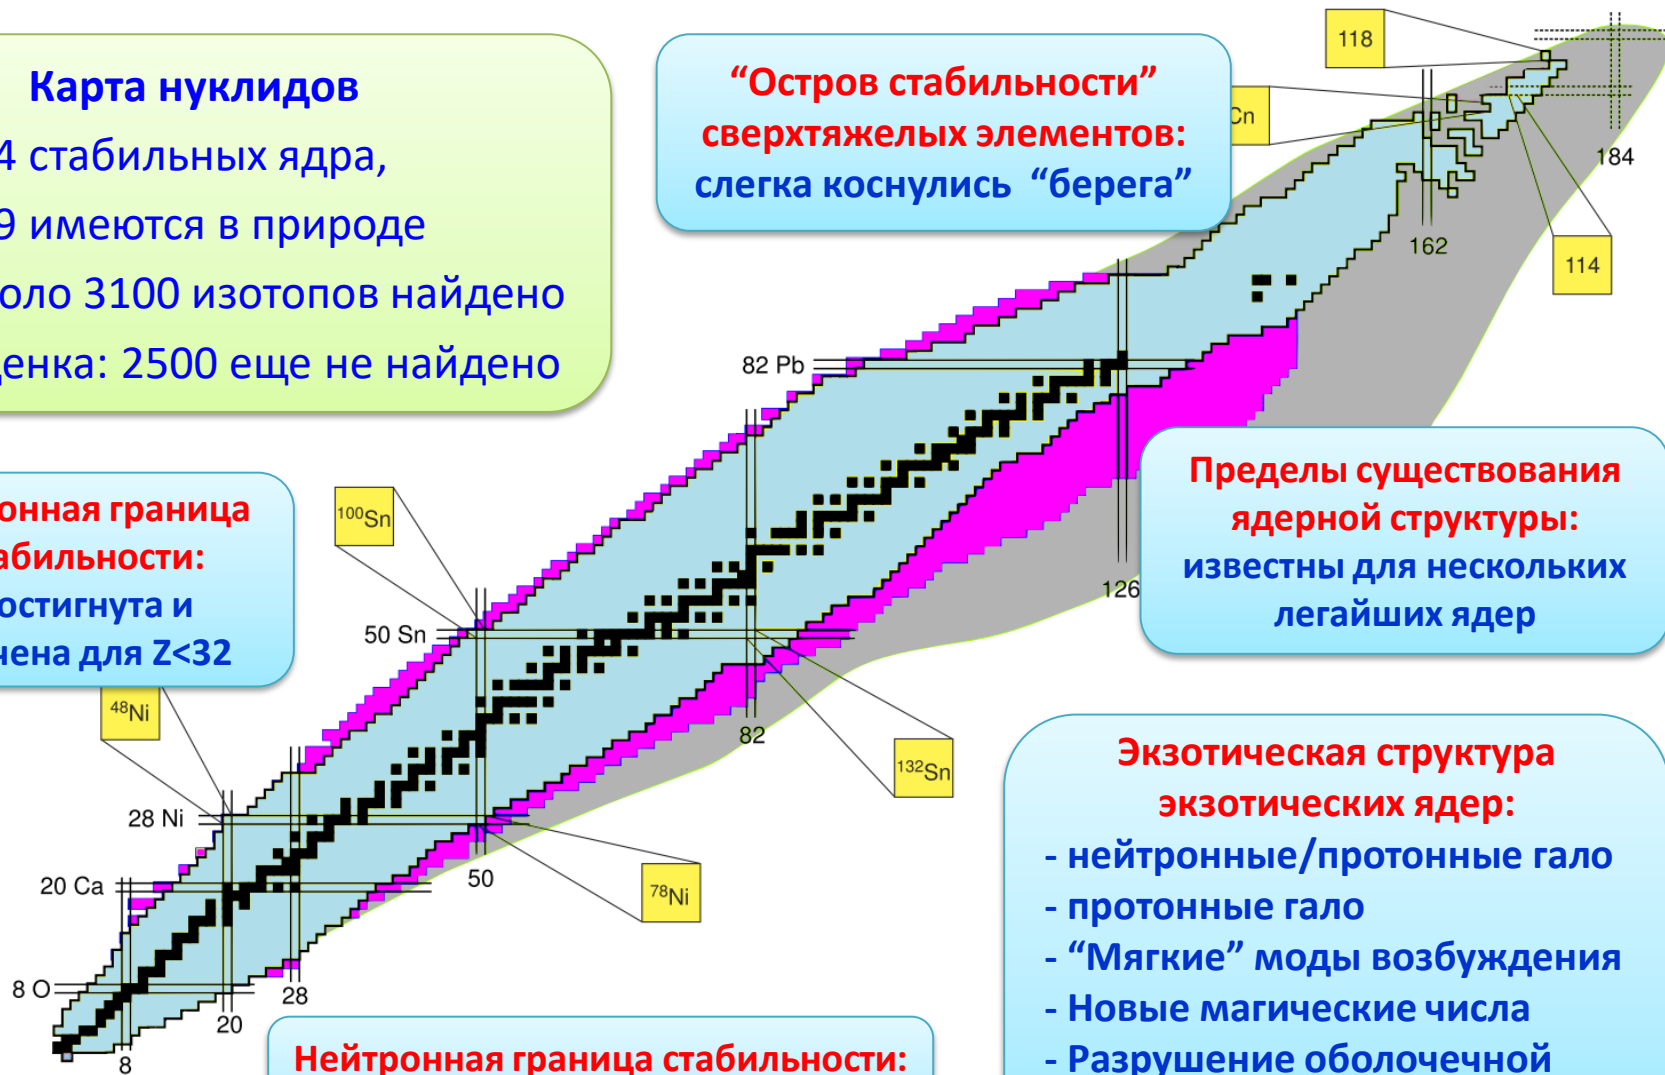 Карта нуклидов
4 стабильных ядра,
9 имеются в природе
оло 3100 изотопов найдено
енка: 2500 еще не найдено
“Остров стабильности”
сверхтяжелых элементов:
слегка коснулись “берега”
118
Cn
184
162
114
82 Pb
Пределы существования
ядерной структуры:
известны для нескольких
легайших ядер
126
онная граница
абильности:
остигнута и
чена для Z<32
100Sn
50 Sn
48Ni
82
132Sn
28 Ni
50
78Ni
20 Ca
8 O
28
20
8
Экзотическая структура
экзотических ядер:
- нейтронные/протонные гало
- протонные гало
- “Мягкие” моды возбуждения
- Новые магические числа
- Разрушение оболочечной
Нейтронная граница стабильности: